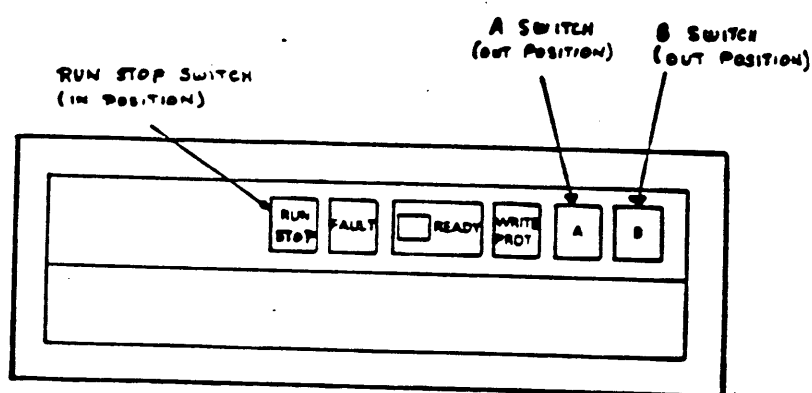 A SWITCH
(OUT POSITION)
B SWITCH
(OUT POSITION)
RUN STOP SWITCH
(IN POSITION)
RUN
STOP
FAULT
READY
WRITE
PROT
A
B